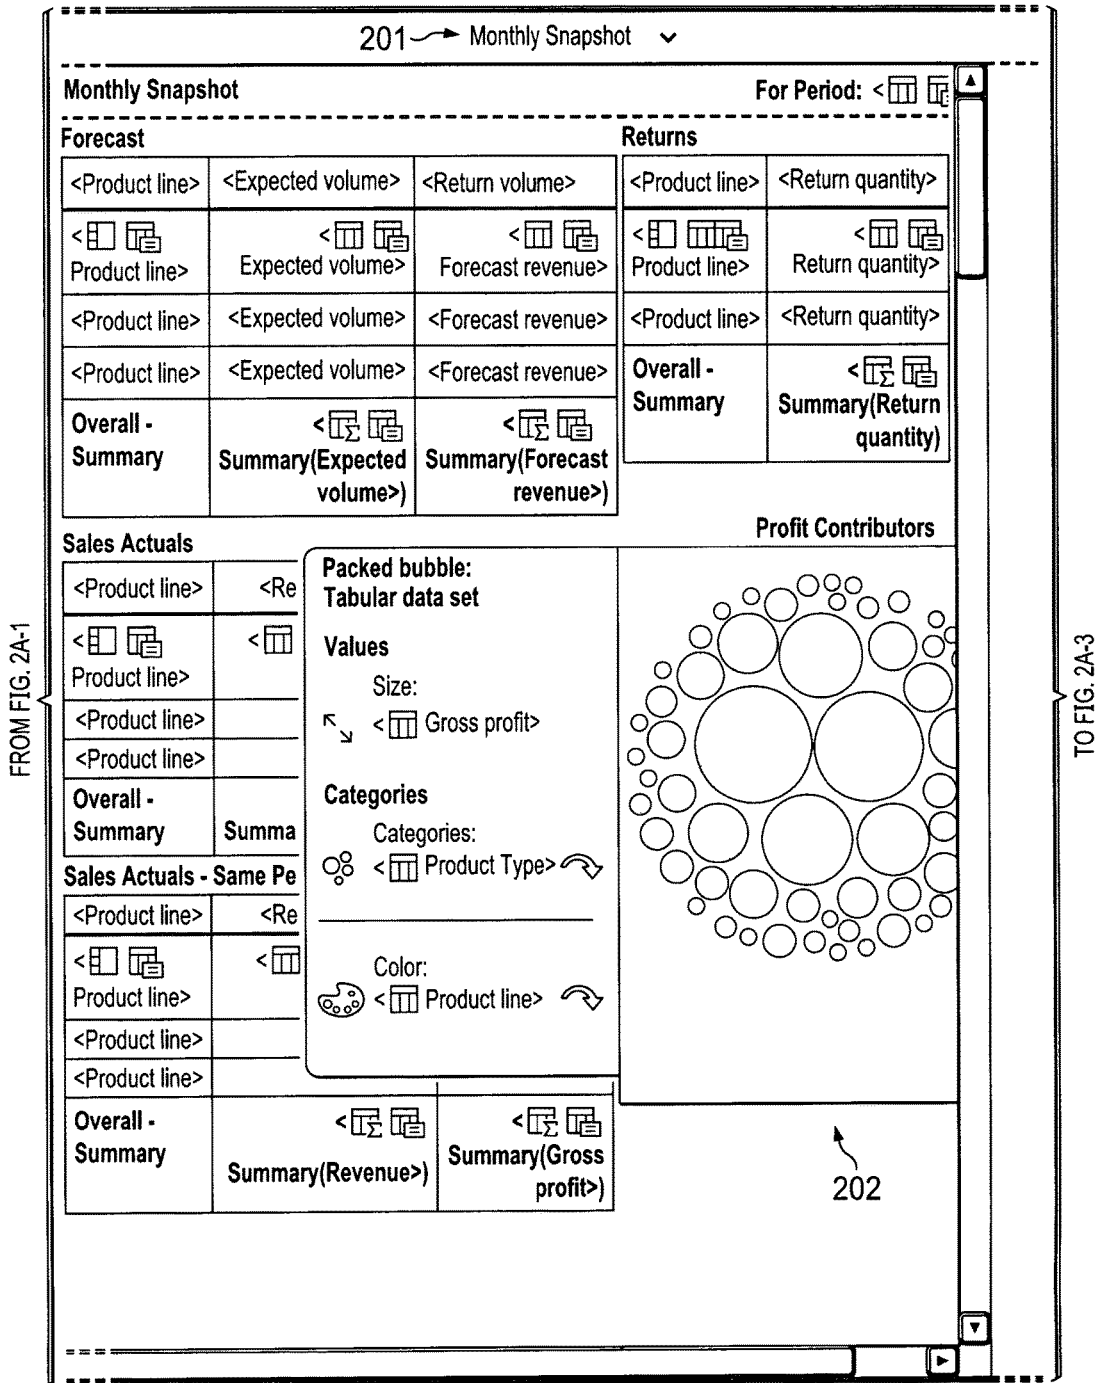 201 Monthly Snapshot
Monthly Snapshot For Period: <
Forecast Returns
<Product line> <Expected volume> <Return volume> <Product line> <Return quantity>
< < < < <
Product line> Expected volume> Forecast revenue> Product line> Return quantity>
<Product line> <Expected volume> <Forecast revenue> <Product line> <Return quantity>
<Product line> <Expected volume> <Forecast revenue>
Overall -
Summary
<
Summary(Return
quantity)
Overall -
Summary
<
Summary(Expected
volume>)
<
Summary(Forecast
revenue>)
Sales Actuals
<Product line> <Re
< <
Product line>
<Product line>
<Product line>
Overall -
Summary Summa
Sales Actuals - Same Pe
<Product line> <Re
< <
Product line>
<Product line>
<Product line>
Overall -
Summary
<
Summary(Revenue>)
<
Summary(Gross
profit>)
Packed bubble:
Tabular data set
Values
Size:
< Gross profit>
Categories
Categories:
< Product Type>
Color:
< Product line>
Profit Contributors
202
FROM FIG. 2A-1
TO FIG. 2A-3